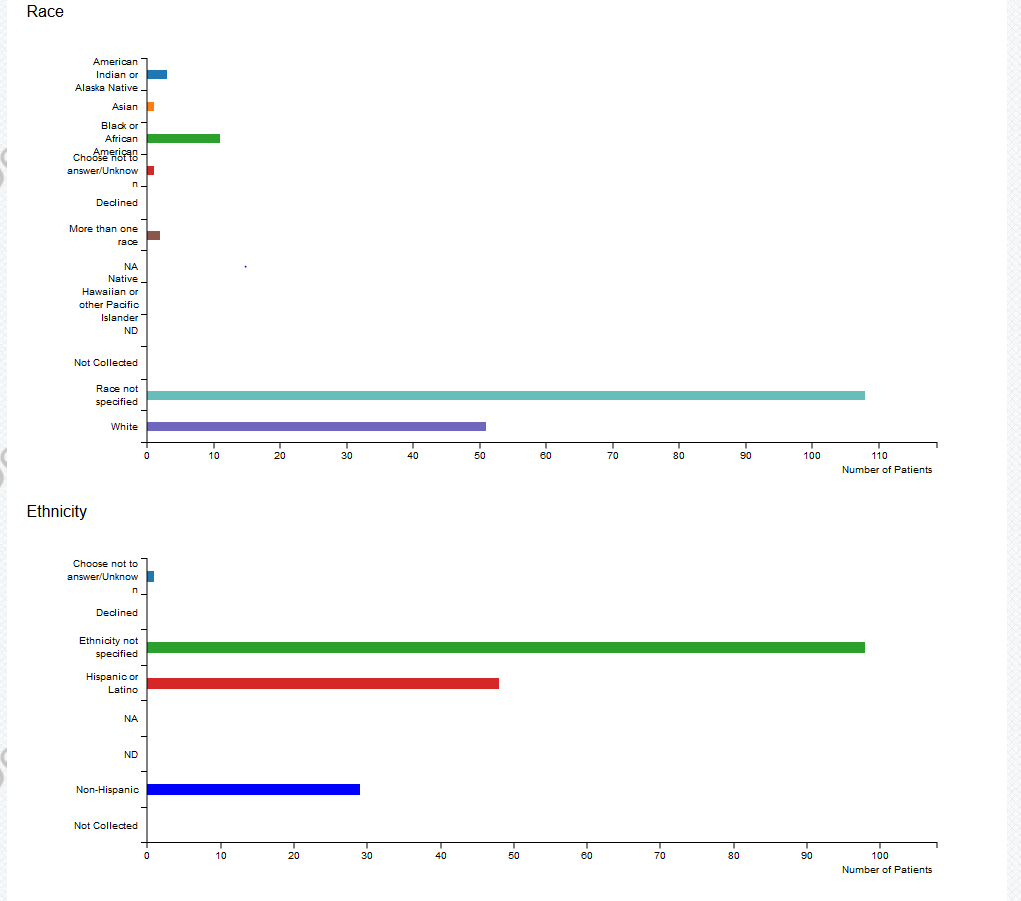 Race
American
Indian or
Alaska Native
Asian
Black or
African
American
Choose not to
answer/Unknow
n
Declined
More than one
race
NA
Native
Hawaiian or
other Pacific
Islander
ND
Not Collected
Race not
specified
White
0 10 20 30 40 50 60 70 80 90 100 110
Number of Patients
Ethnicity
Choose not to
answer/Unknow
n
Declined
Ethnicity not
specified
Hispanic or
Latino
NA
ND
Non-Hispanic
Not Collected
0 10 20 30 40 50 60 70 80 90 100
Number of Patients